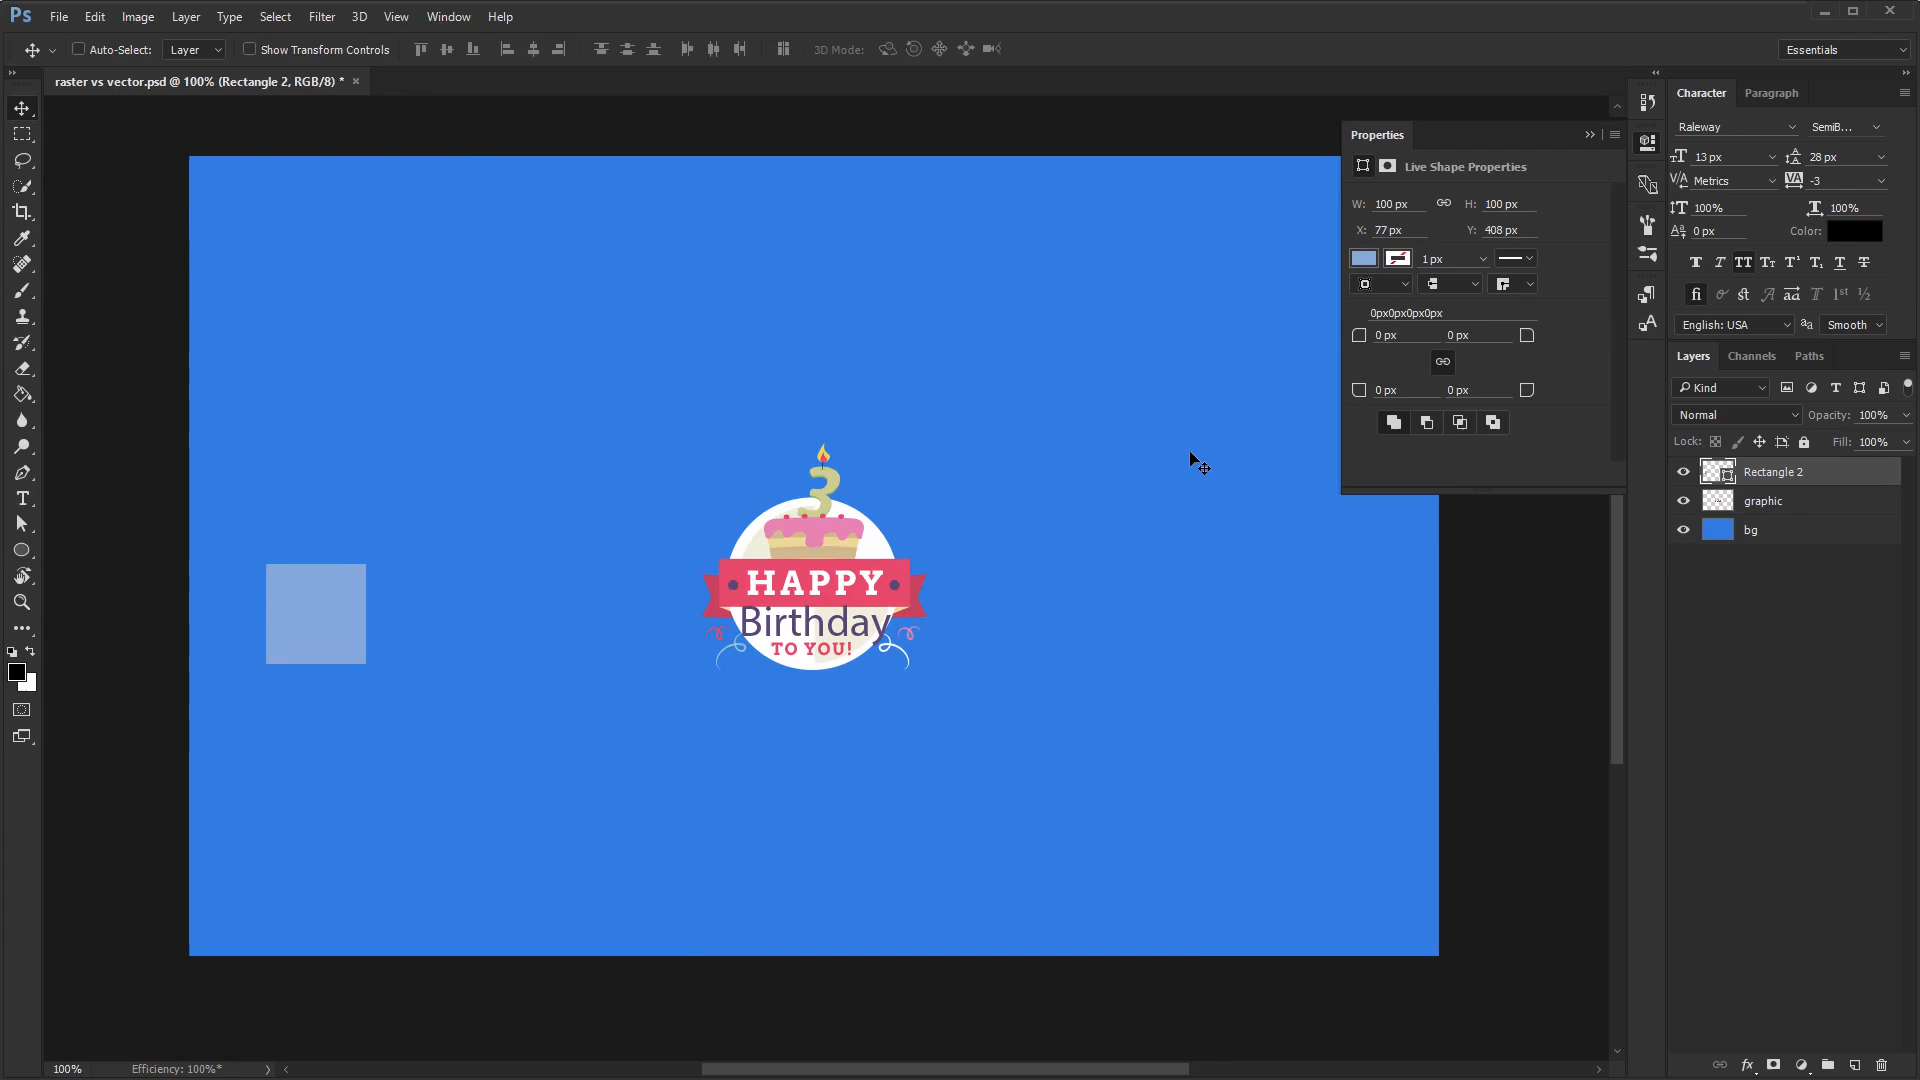 Ps File Edit Image Layer Type Select Filter 3D View Window Help
Auto-Select: Layer Show Transform Controls 3D Mode: Essentials
raster vs vector.psd @ 100% (Rectangle 2, RGB/8) * ×
Properties
Live Shape Properties
W: 100 px H: 100 px
X: 77 px Y: 408 px
1 px
0px0px0px0px
0 px 0 px
0 px 0 px
Character Paragraph
Raleway SemiB...
13 px 28 px
Metrics -3
100% 100%
0 px Color:
English: USA aa Smooth
Layers Channels Paths
Kind
Normal Opacity: 100%
Lock: Fill: 100%
Rectangle 2
graphic
bg
3
HAPPY
Birthday
TO YOU!
100% Efficiency: 100%*
fx